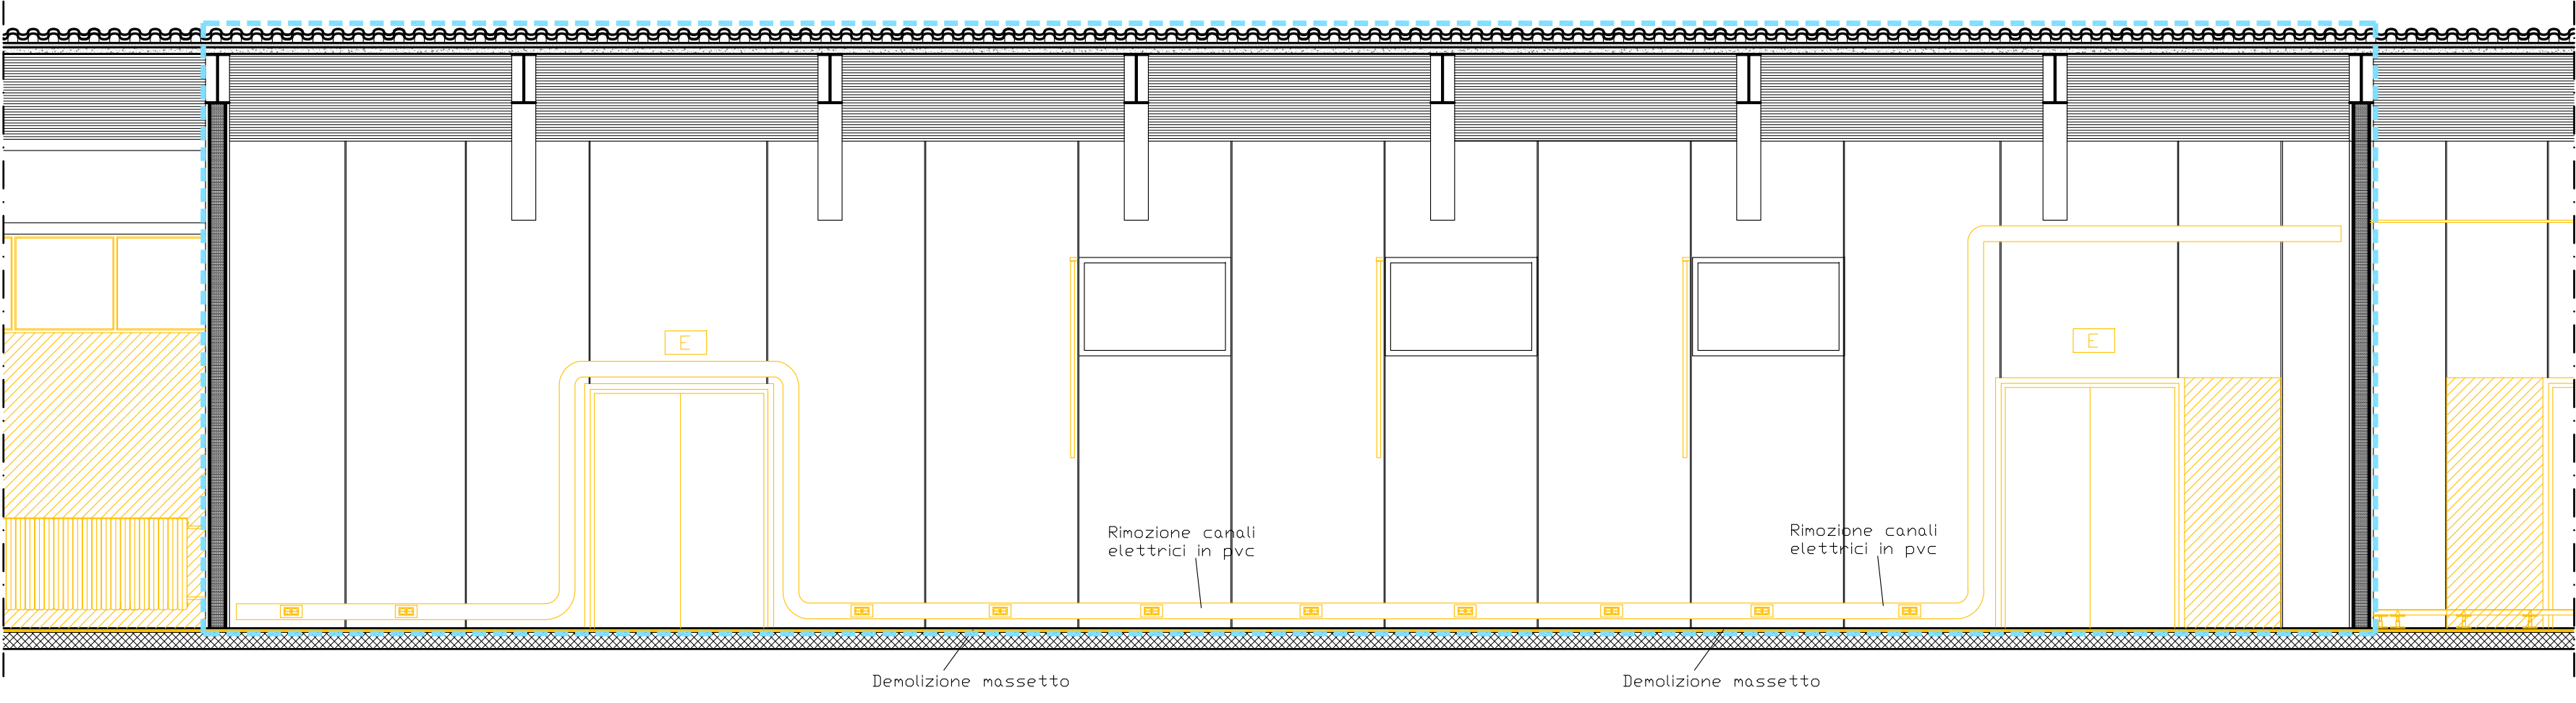 E
E
Rimozione canali
elettrici in pvc
Rimozione canali
elettrici in pvc
Demolizione massetto
Demolizione massetto